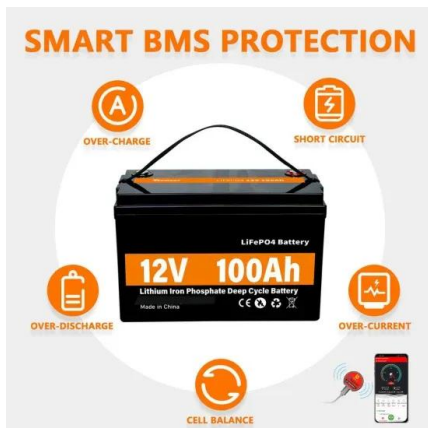 SMART BMS PROTECTION
A
OVER-CHARGE
SHORT CIRCUIT
LiFePO4 Battery
12V 100Ah
Lithium Iron Phosphate Deep Cycle Battery
Made in China
CE
OVER-DISCHARGE
OVER-CURRENT
CELL BALANCE